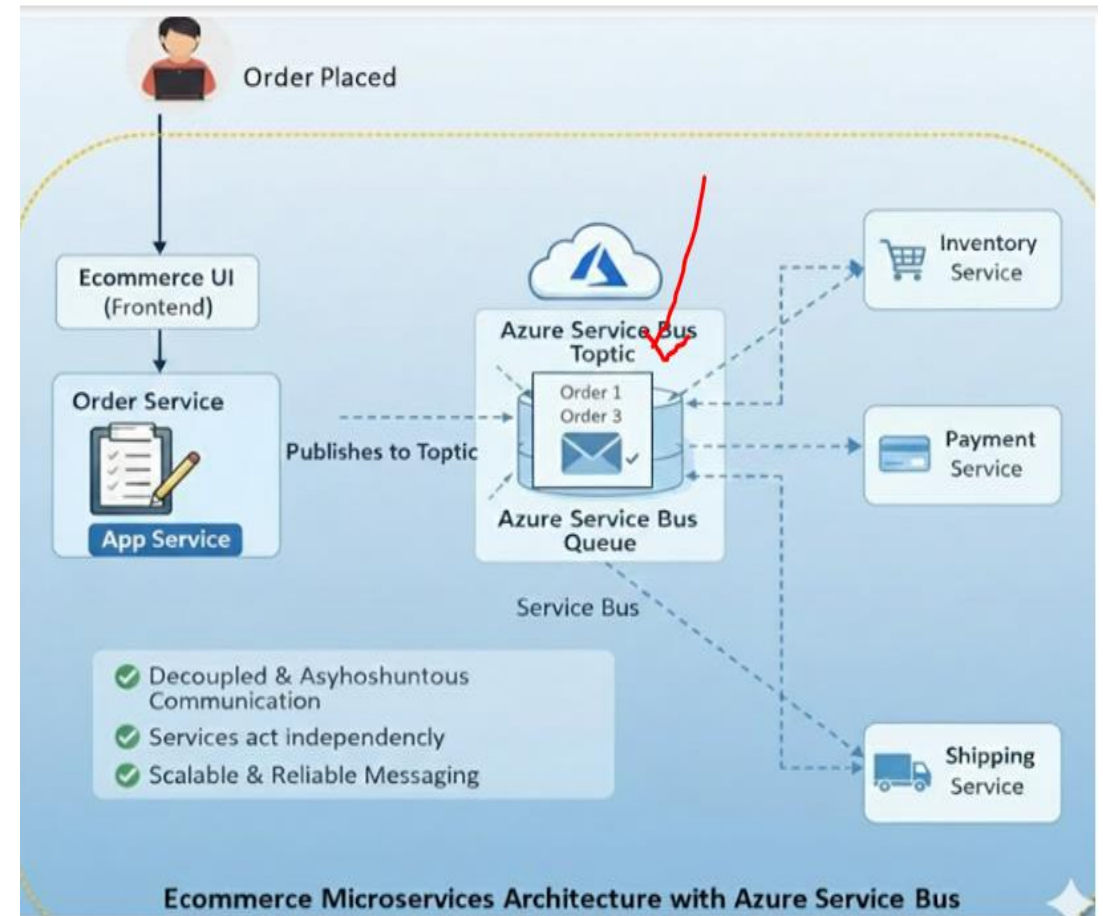 Order Placed
Ecommerce UI
(Frontend)
Order Service
App Service
Publishes to Toptic
Azure Service Bus
Toptic
Order 1
Order 3
Azure Service Bus
Queue
Service Bus
Inventory
Service
Payment
Service
Shipping
Service
Decoupled & Asyhoshuntous
Communication
Services act independencly
Scalable & Reliable Messaging
Ecommerce Microservices Architecture with Azure Service Bus